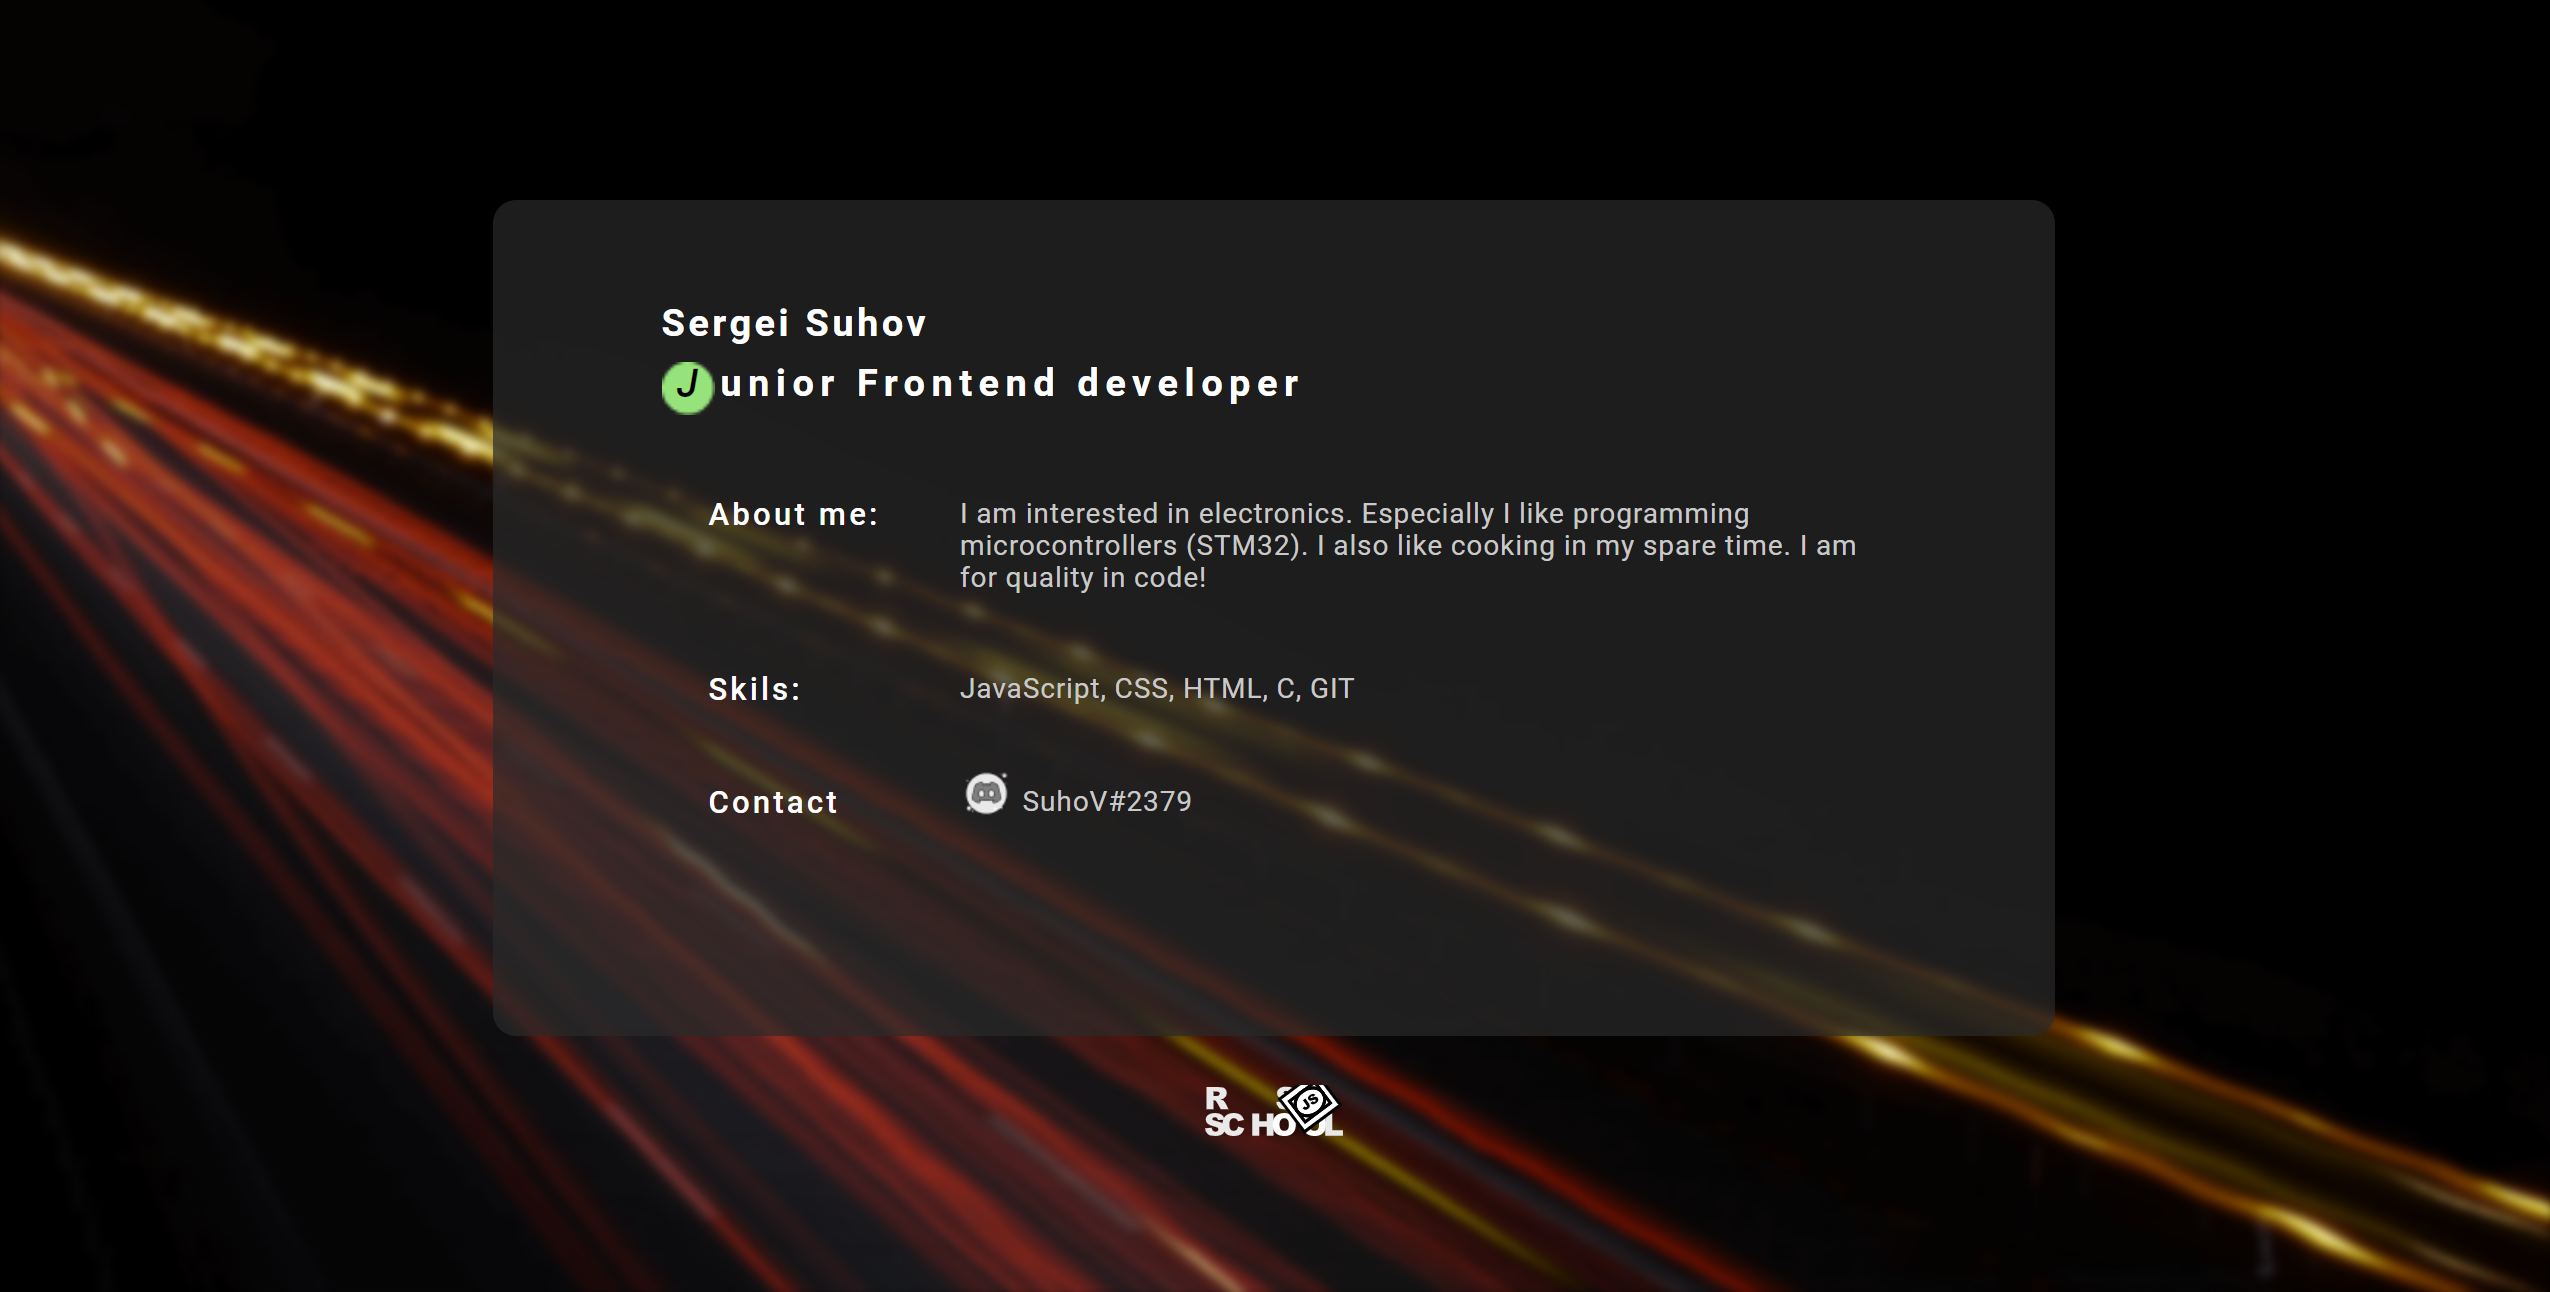 Sergei Suhov
Junior Frontend developer
About me:
I am interested in electronics. Especially I like programming
microcontrollers (STM32). I also like cooking in my spare time. I am
for quality in code!
Skils:
JavaScript, CSS, HTML, C, GIT
Contact
SuhoV#2379
R S
JS
SCHOOL